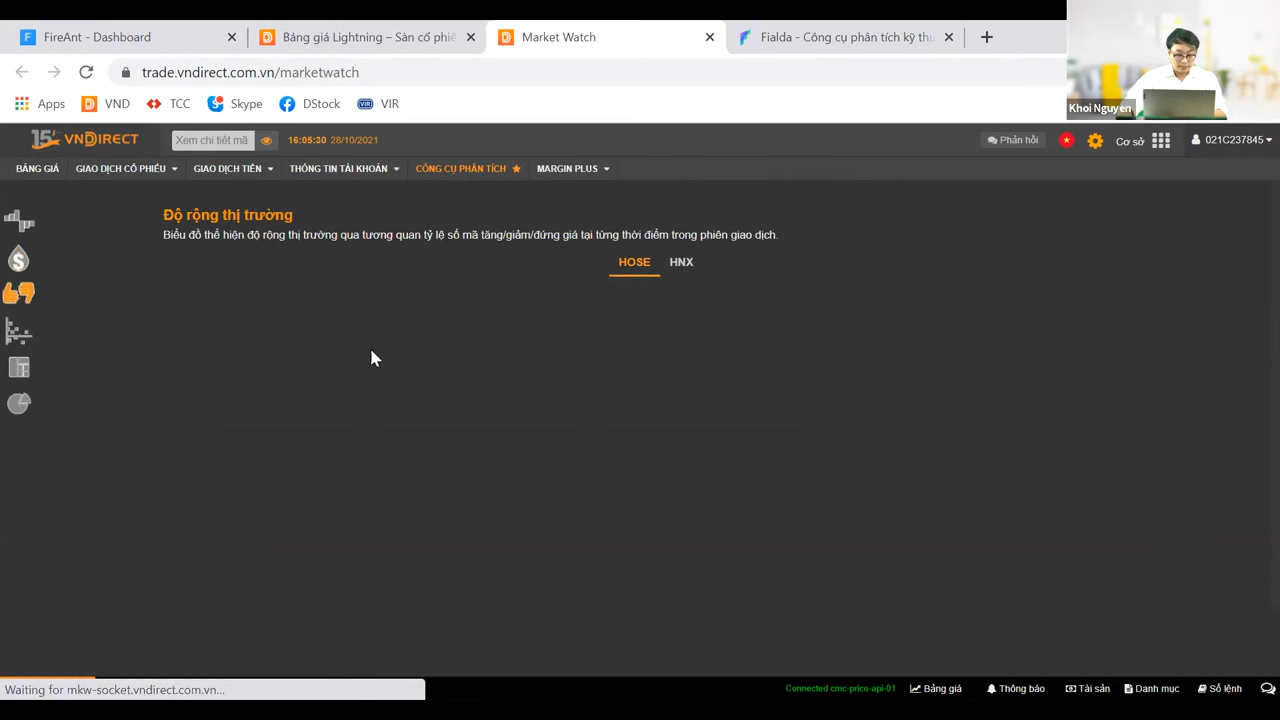 FireAnt - Dashboard
Bảng giá Lightning – Sàn cổ phiế
Market Watch
Fialda - Công cụ phân tích kỹ thu
trade.vndirect.com.vn/marketwatch
Apps
VND
TCC
Skype
DStock
VIR
Khoi Nguyen
15 VNDIRECT
Xem chi tiết mã
16:05:30 28/10/2021
Phản hồi
Cơ sở
021C237845
BẢNG GIÁ
GIAO DỊCH CỔ PHIẾU
GIAO DỊCH TIỀN
THÔNG TIN TÀI KHOẢN
CÔNG CỤ PHÂN TÍCH
MARGIN PLUS
Độ rộng thị trường
Biểu đồ thể hiện độ rộng thị trường qua tương quan tỷ lệ số mã tăng/giảm/đứng giá tại từng thời điểm trong phiên giao dịch.
HOSE
HNX
Waiting for mkw-socket.vndirect.com.vn...
Connected cmc-price-api-01
Bảng giá
Thông báo
Tài sản
Danh mục
Sổ lệnh